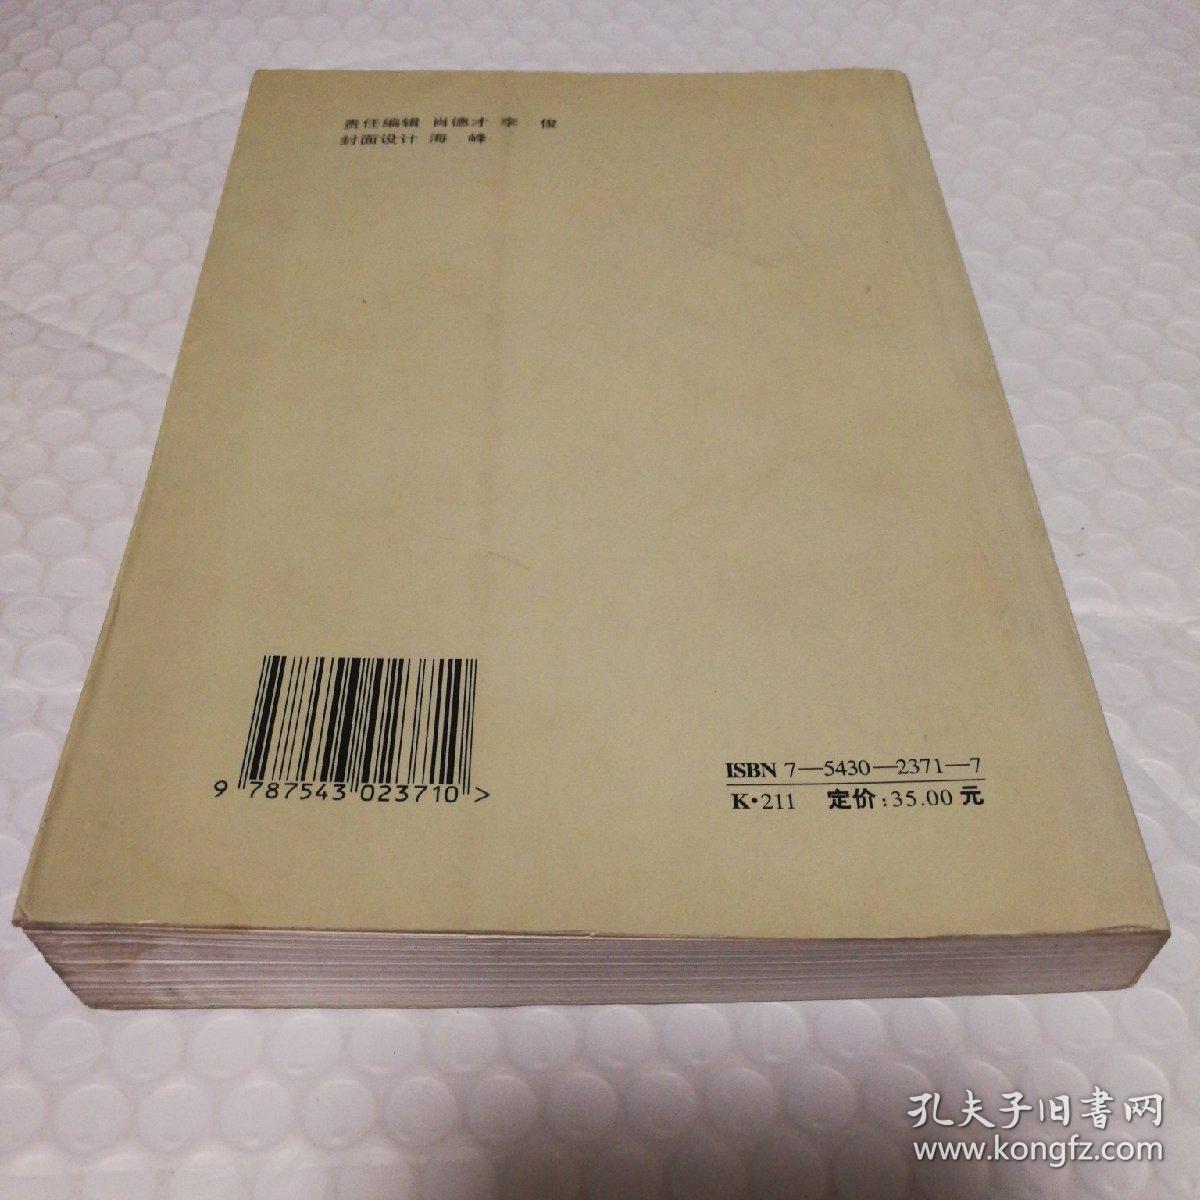 责任编辑 肖德才 李 俊
封面设计 海 峰
9 787543 023710 >
ISBN 7—5430—2371—7
K·211 定价:35.00元
孔夫子旧書网
www.kongfz.com